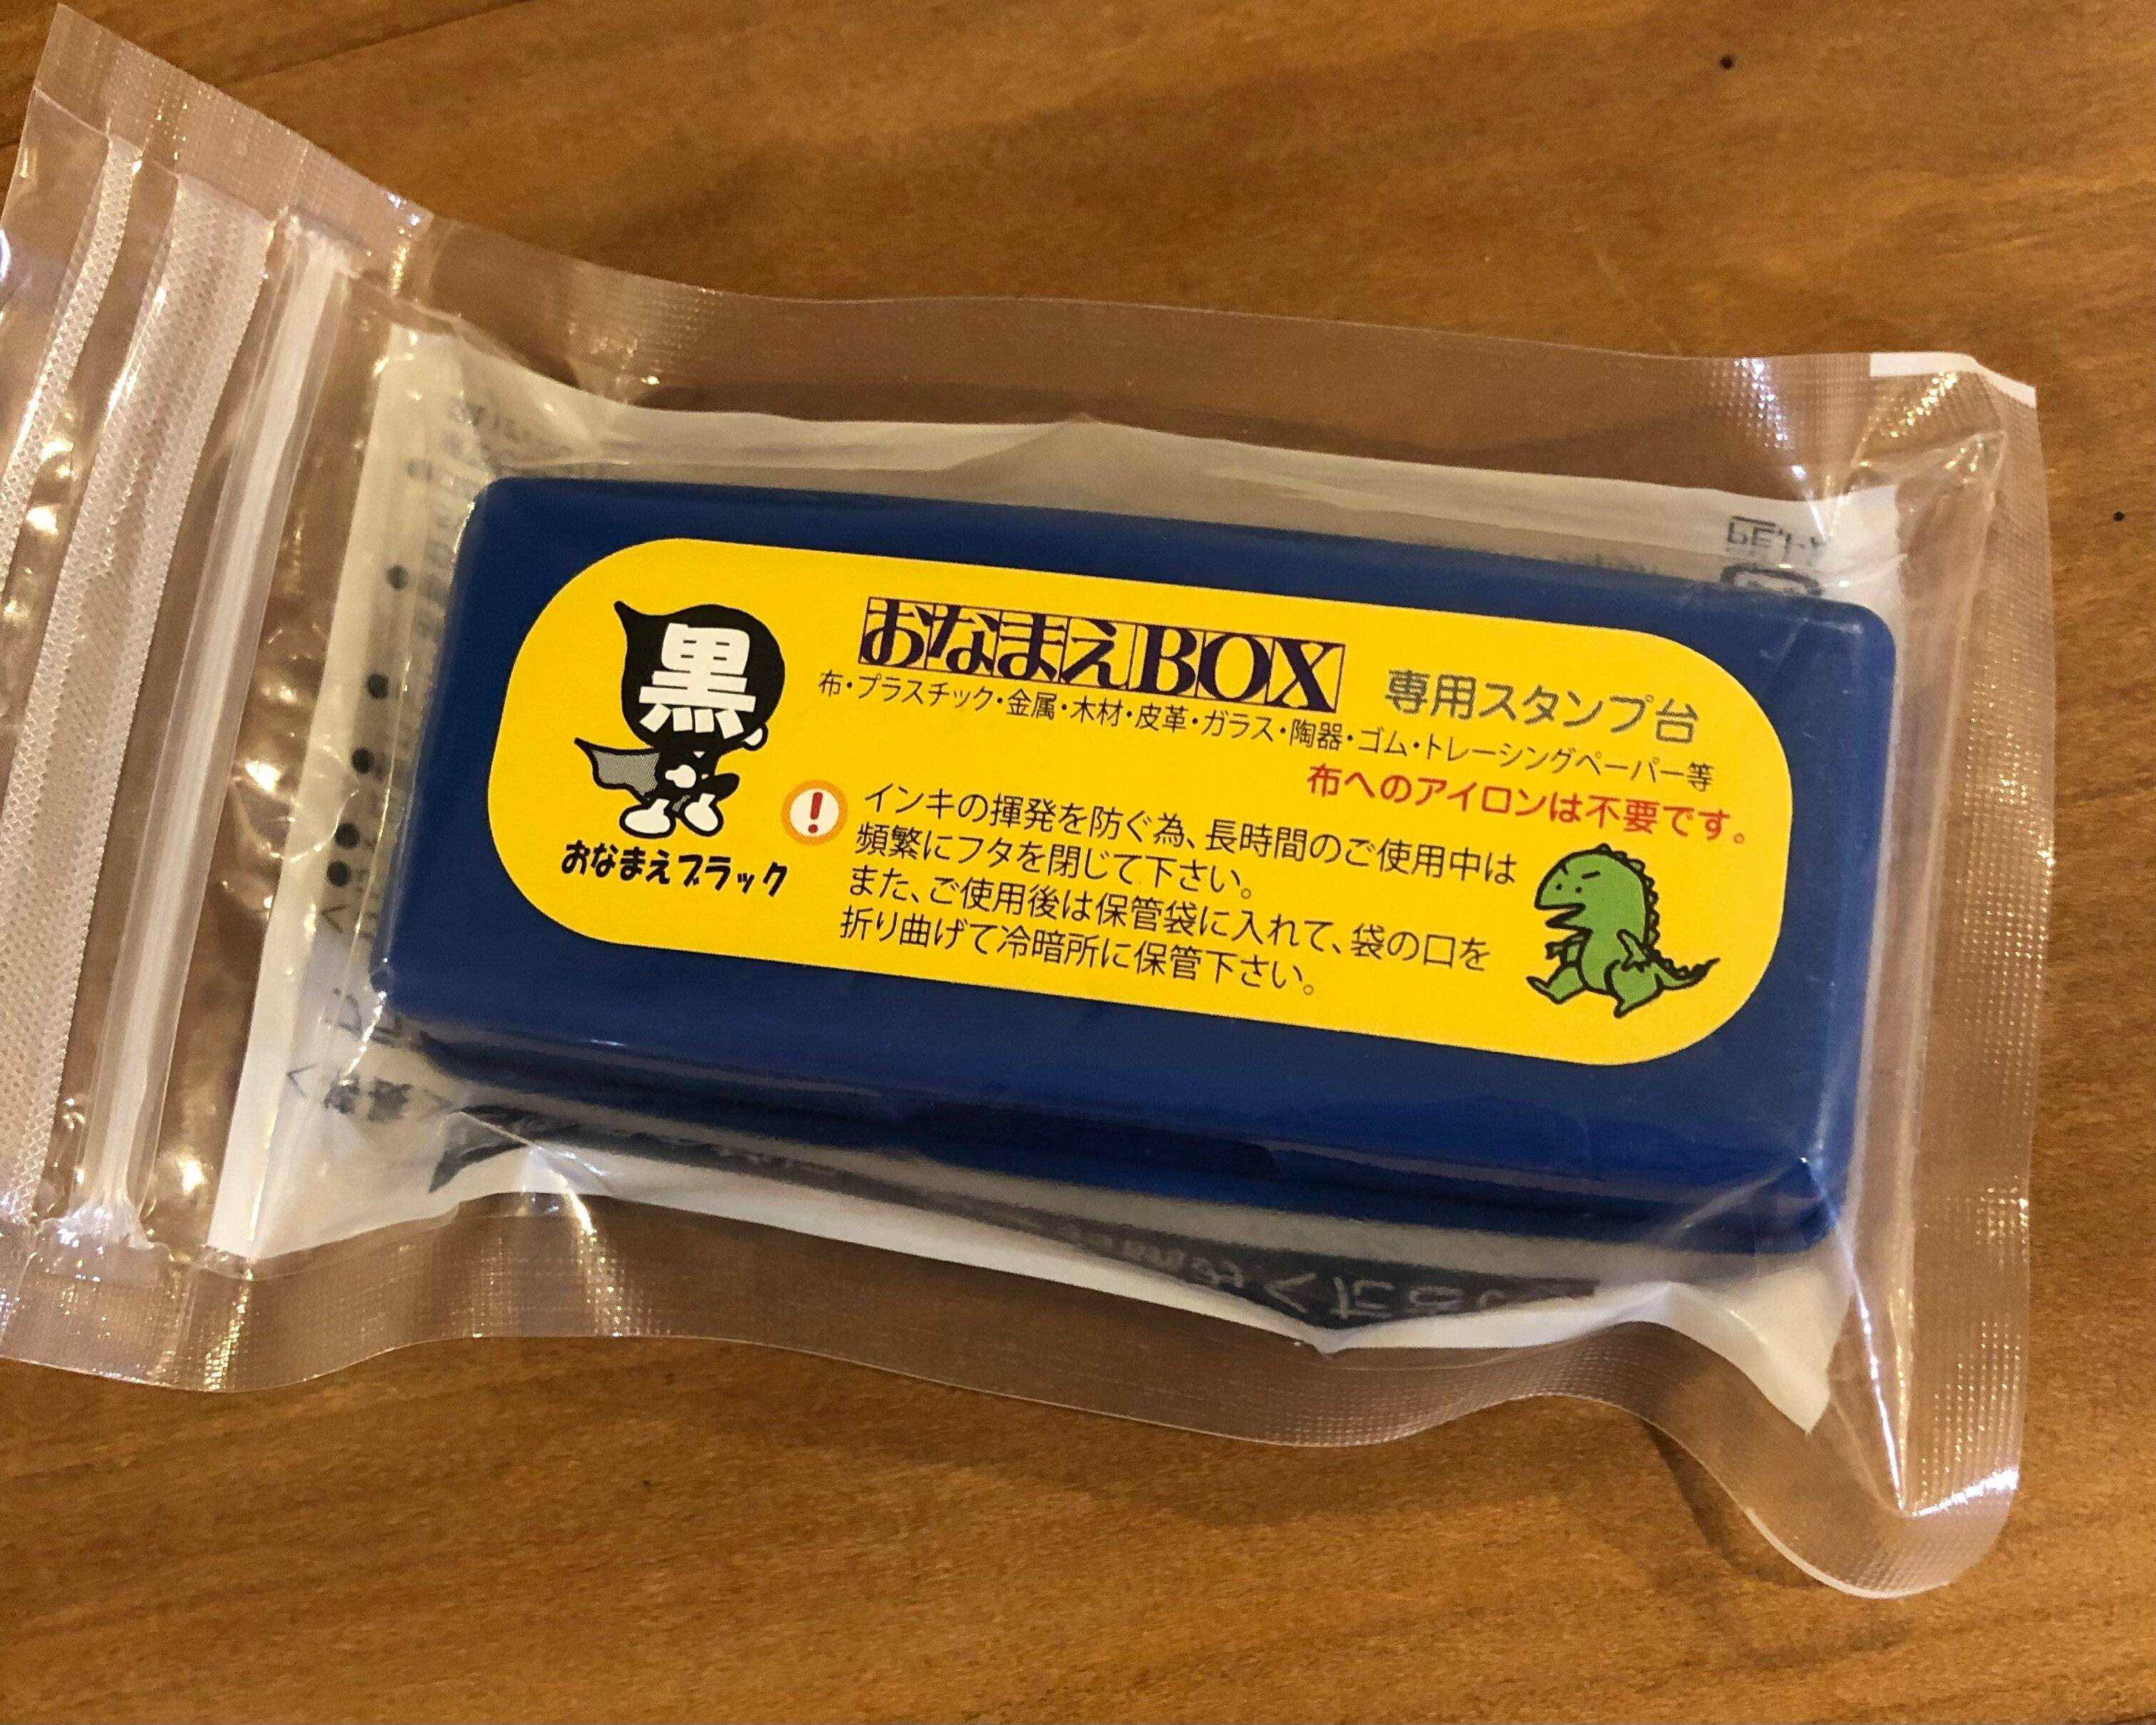 黒
おなまえブラック
おなまえBOX 専用スタンプ台
布・プラスチック・金属・木材・皮革・ガラス・陶器・ゴム・トレーシングペーパー等
布へのアイロンは不要です。
インキの揮発を防ぐ為、長時間のご使用中は
頻繁にフタを閉じて下さい。
また、ご使用後は保管袋に入れて、袋の口を
折り曲げて冷暗所に保管下さい。